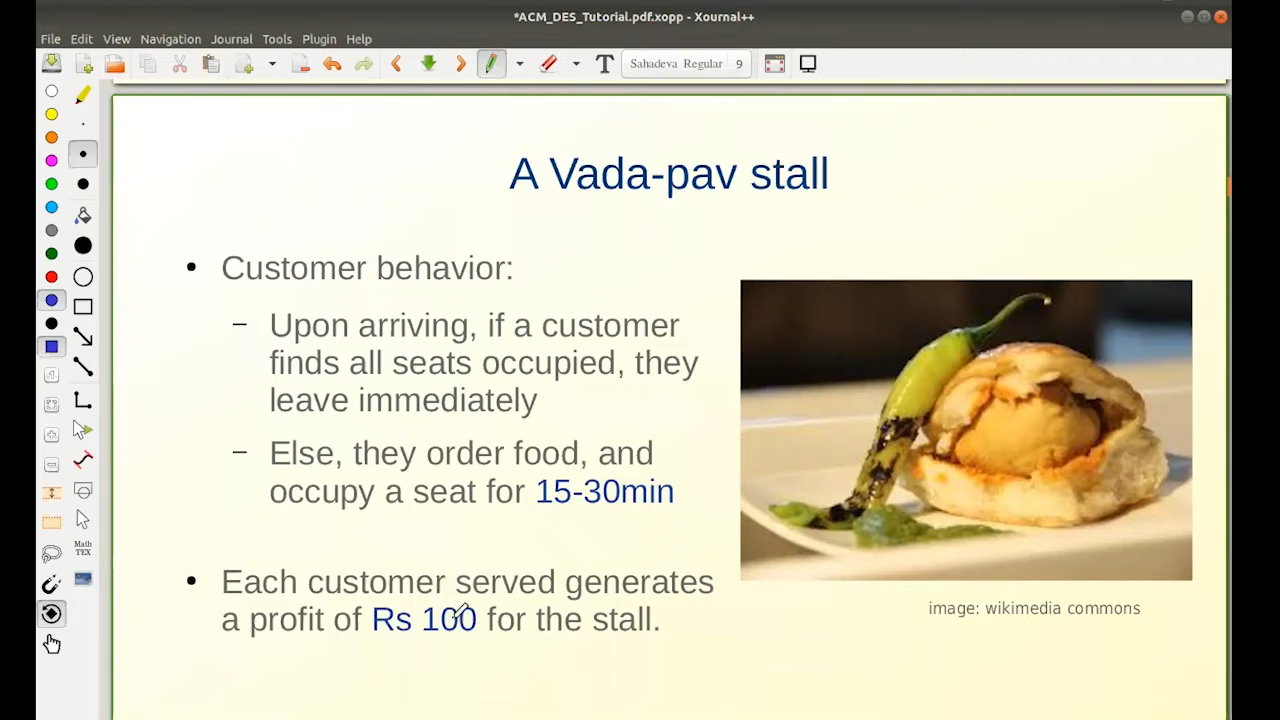 *ACM_DES_Tutorial.pdf.xopp - Xournal++
File Edit View Navigation Journal Tools Plugin Help
T Sahadeva Regular 9
A Vada-pav stall
• Customer behavior:
– Upon arriving, if a customer
finds all seats occupied, they
leave immediately
– Else, they order food, and
occupy a seat for 15-30min
• Each customer served generates
a profit of Rs 100 for the stall.
image: wikimedia commons
Math
TEX